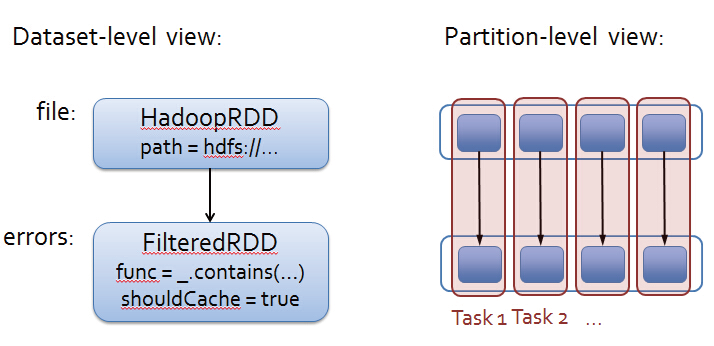 Dataset-level view:
Partition-level view:
file:
HadoopRDD
path = hdfs://...
errors:
FilteredRDD
func = _.contains(...)
shouldCache = true
Task 1 Task 2 ...